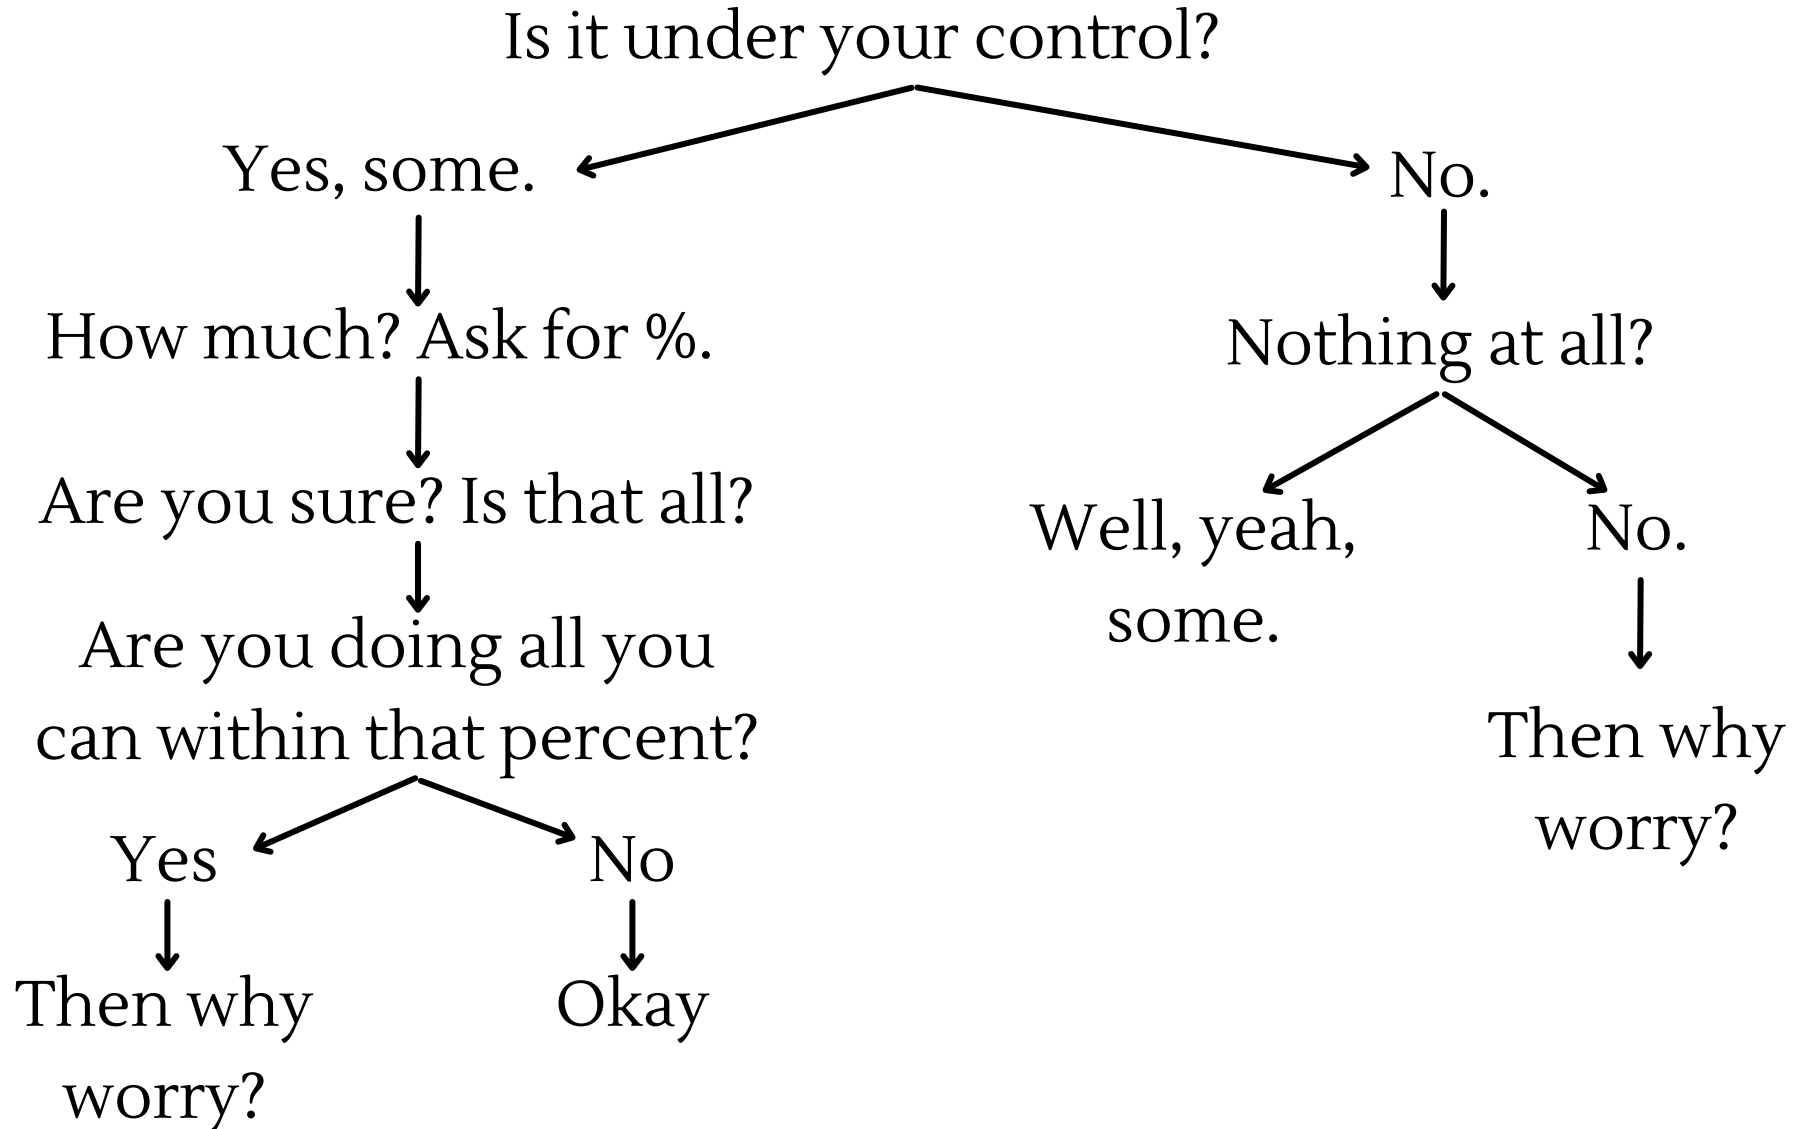 Is it under your control?
Yes, some.
No.
How much? Ask for %.
Nothing at all?
Are you sure? Is that all?
Well, yeah,
some.
No.
Are you doing all you
can within that percent?
Then why
worry?
Yes
No
Then why
worry?
Okay